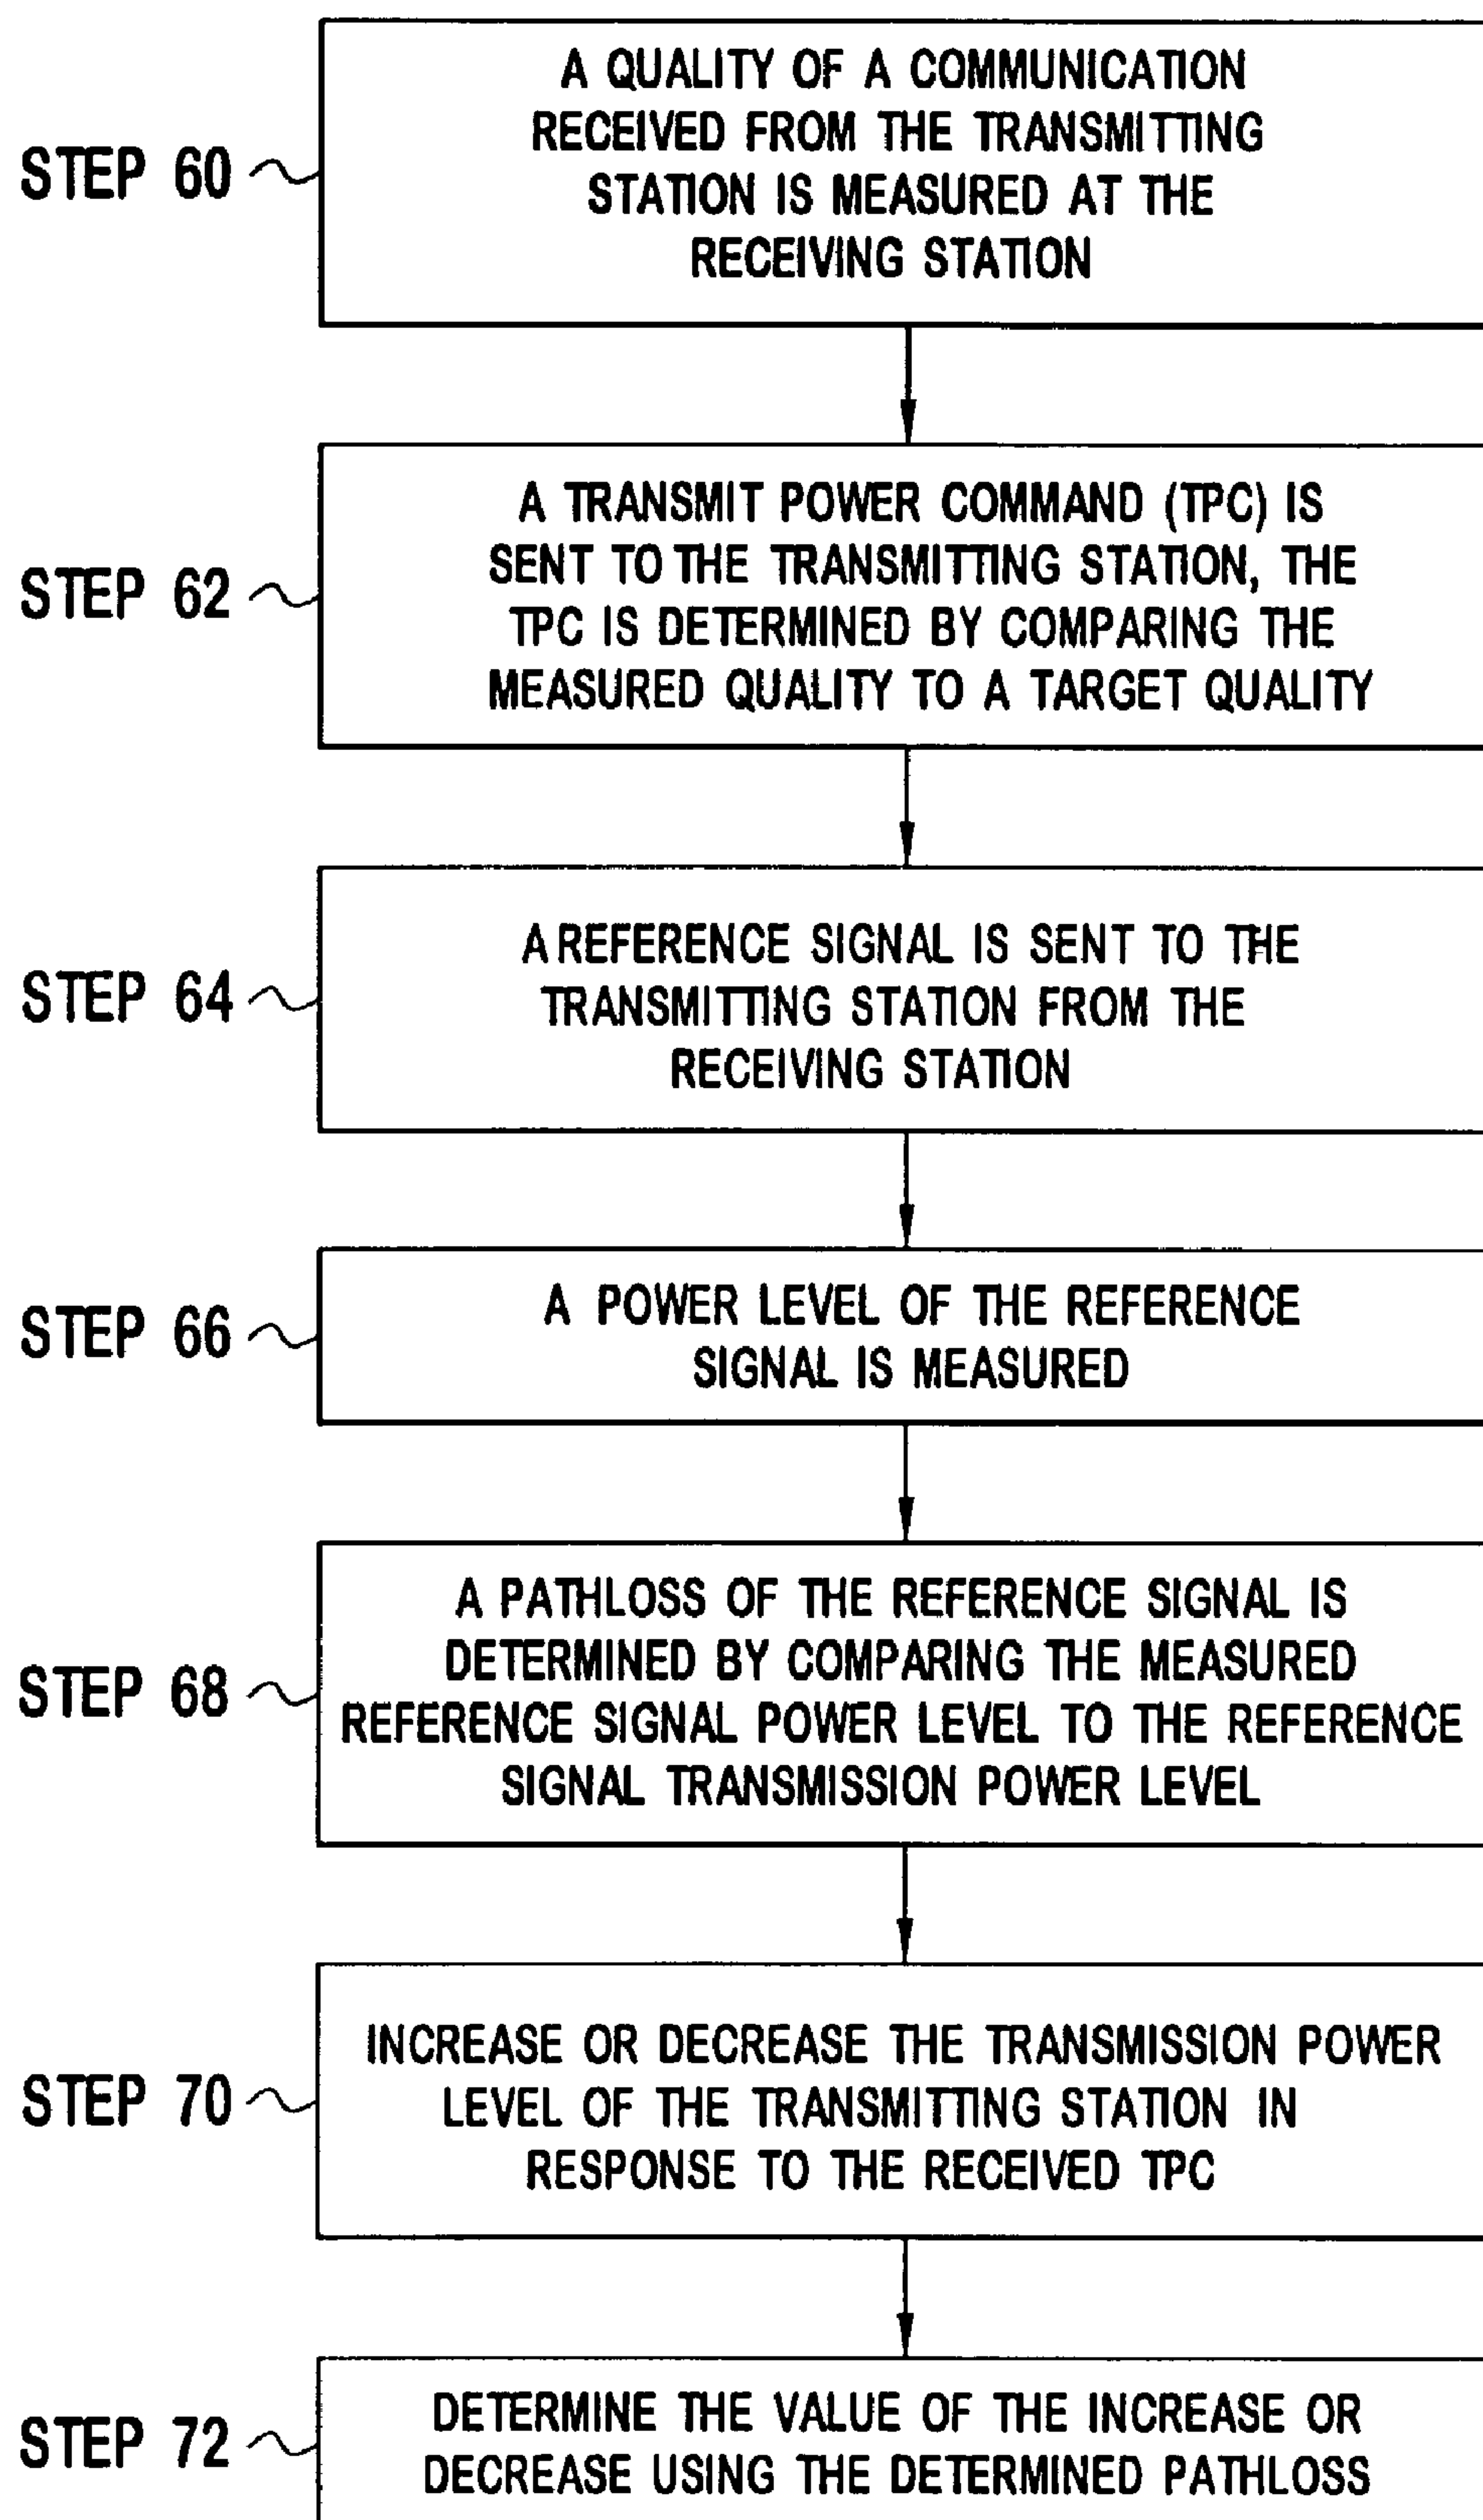 A QUALITY OF A COMMUNICATION
RECEIVED FROM THE TRANSMITTING
STEP 60
STATION IS MEASURED AT THE
RECEIVING STATION
A TRANSMIT POWER COMMAND (TPC) IS
SENT TO THE TRANSMITTING STATION, THE
STEP 62
TPC IS DETERMINED BY COMPARING THE
MEASURED QUALITY TO A TARGET QUALITY
A REFERENCE SIGNAL IS SENT TO THE
STEP 64
TRANSMITTING STATION FROM THE
RECEIVING STATION
A POWER LEVEL OF THE REFERENCE
STEP 66
SIGNAL IS MEASURED
A PATHLOSS OF THE REFERENCE SIGNAL IS
DETERMINED BY COMPARING THE MEASURED
STEP 68
REFERENCE SIGNAL POWER LEVEL TO THE REFERENCE
SIGNAL TRANSMISSION POWER LEVEL
INCREASE OR DECREASE THE TRANSMISSION POWER
STEP 70
LEVEL OF THE TRANSMITTING STATION IN
RESPONSE TO THE RECEIVED TPC
DETERMINE THE VALUE OF THE INCREASE OR
STEP 72
DECREASE USING THE DETERMINED PATHLOSS